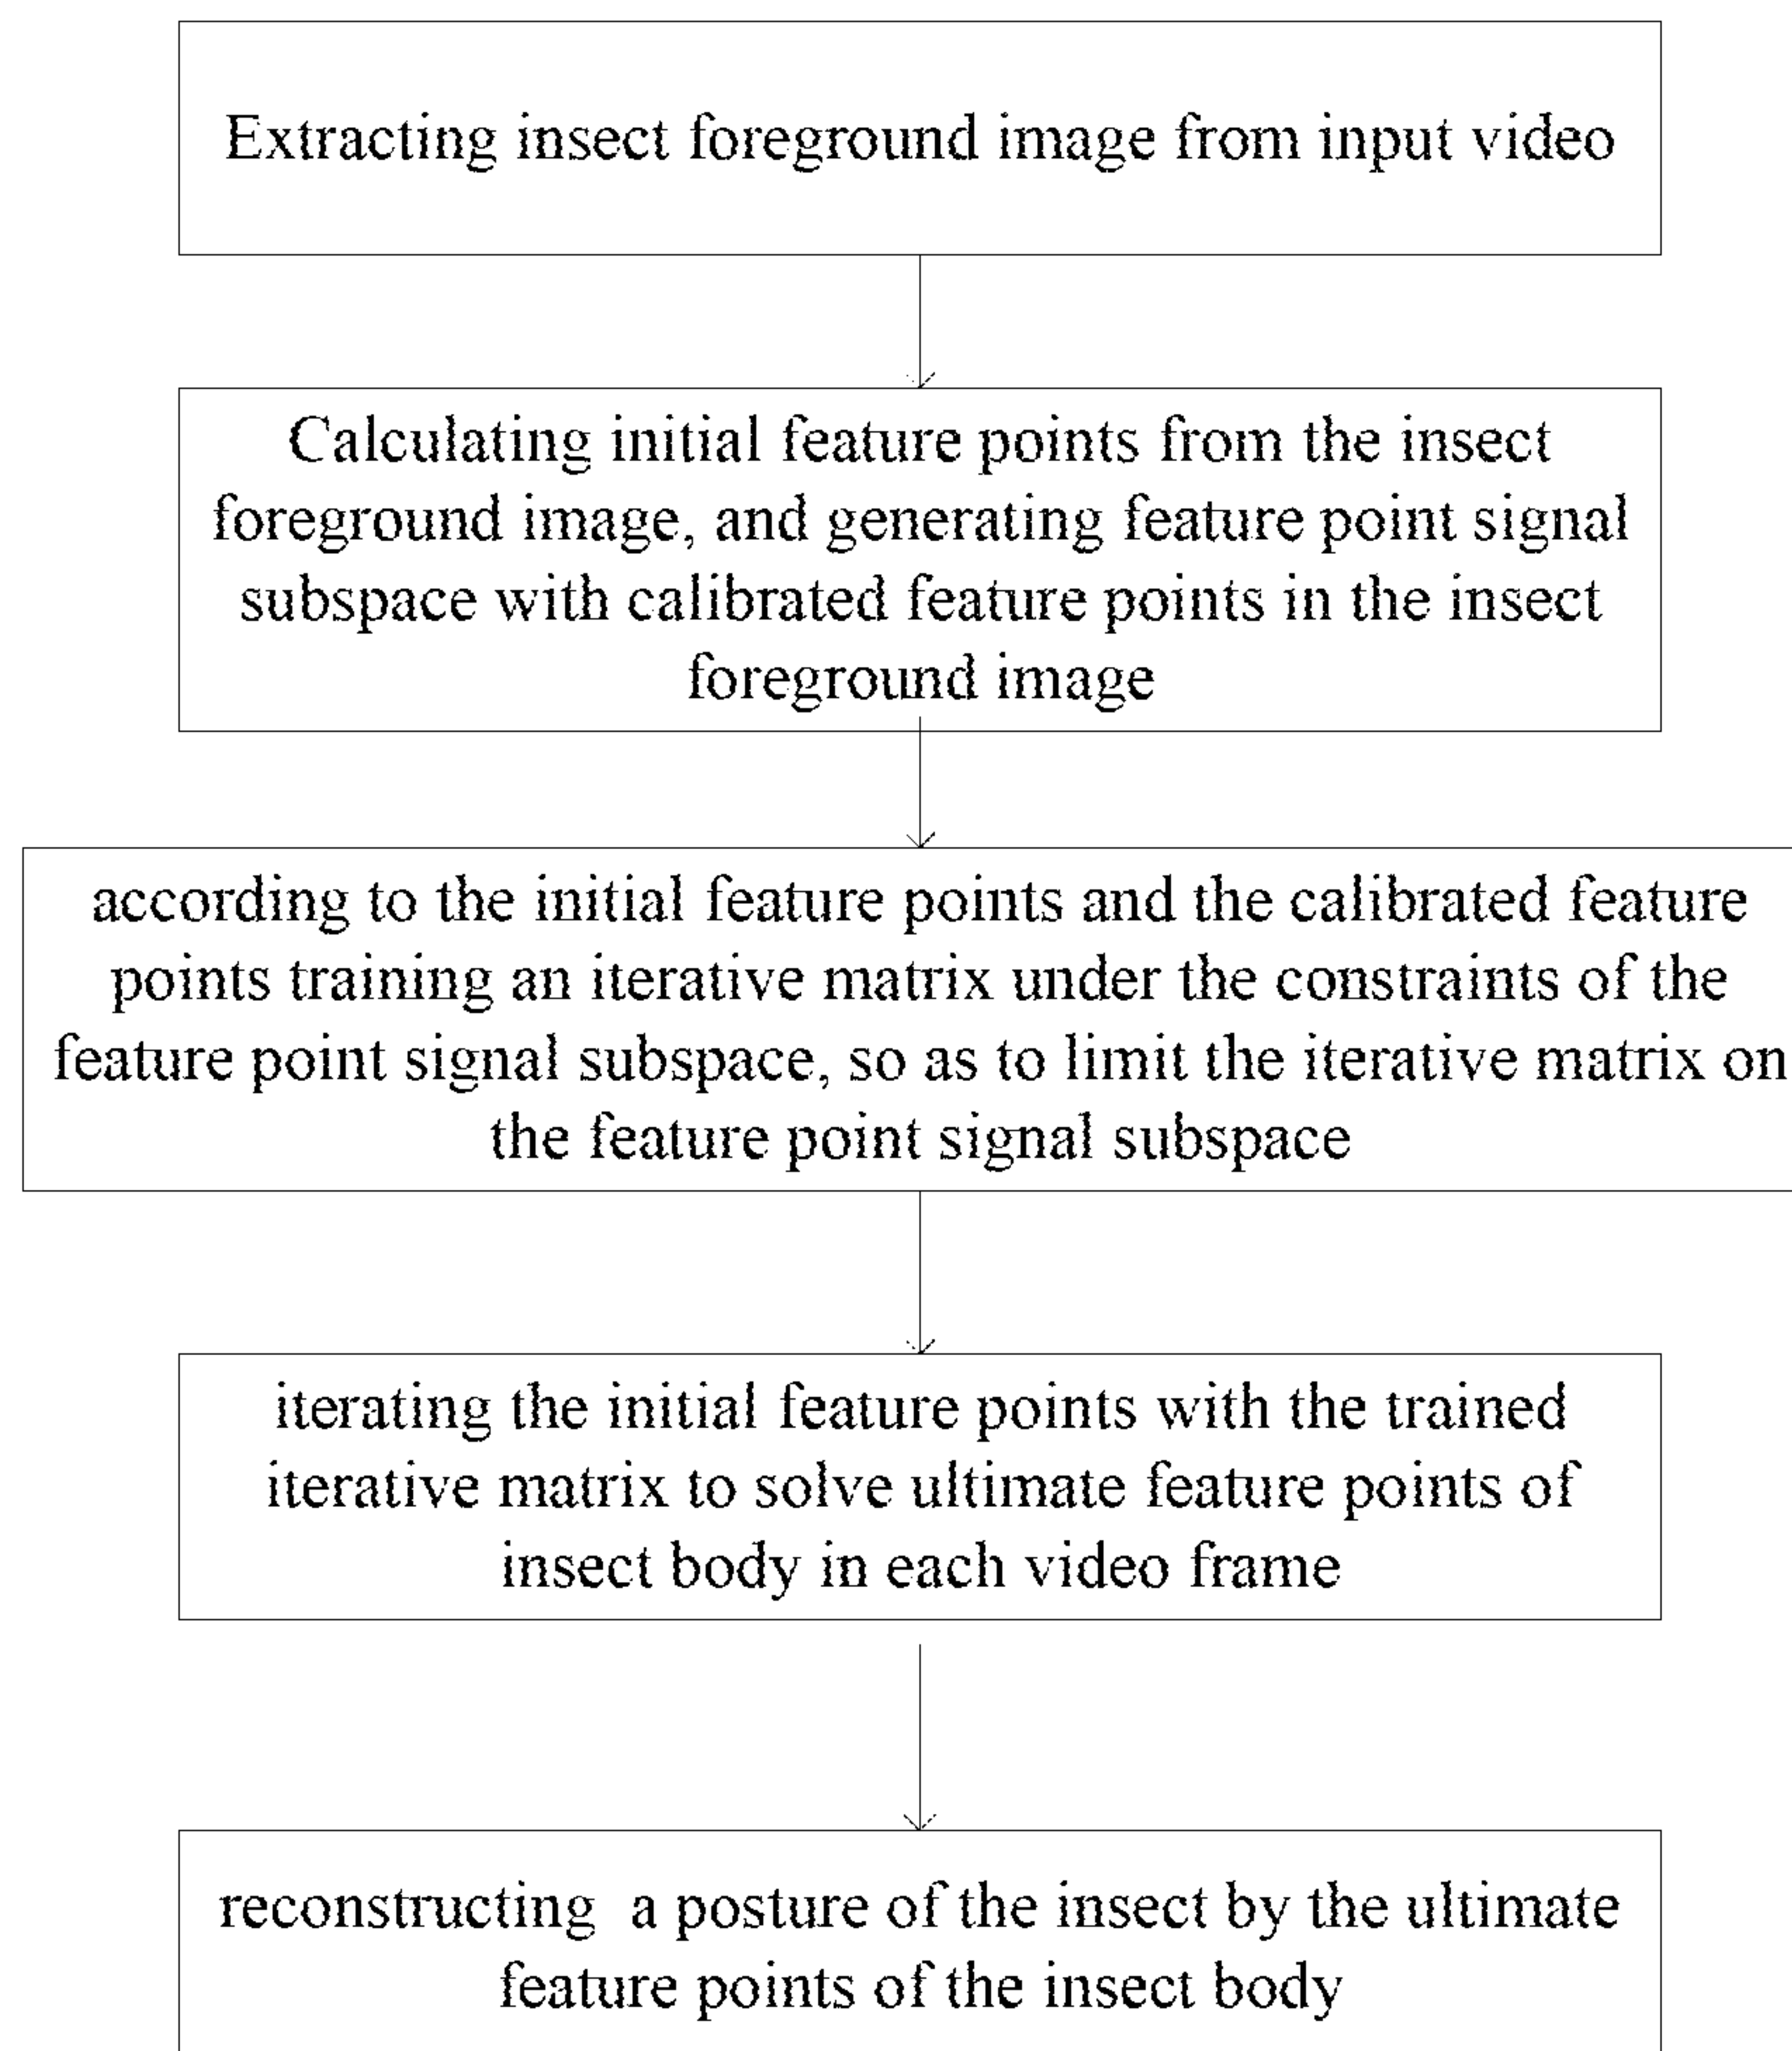 Extracting insect foreground image from input video
Calculating initial feature points from the insect
foreground image, and generating feature point signal
subspace with calibrated feature points in the insect
foreground image
according to the initial feature points and the calibrated feature
points training an iterative matrix under the constraints of the
feature point signal subspace, so as to limit the iterative matrix on
the feature point signal subspace
iterating the initial feature points with the trained
iterative matrix to solve ultimate feature points of
insect body in each video frame
reconstructing a posture of the insect by the ultimate
feature points of the insect body